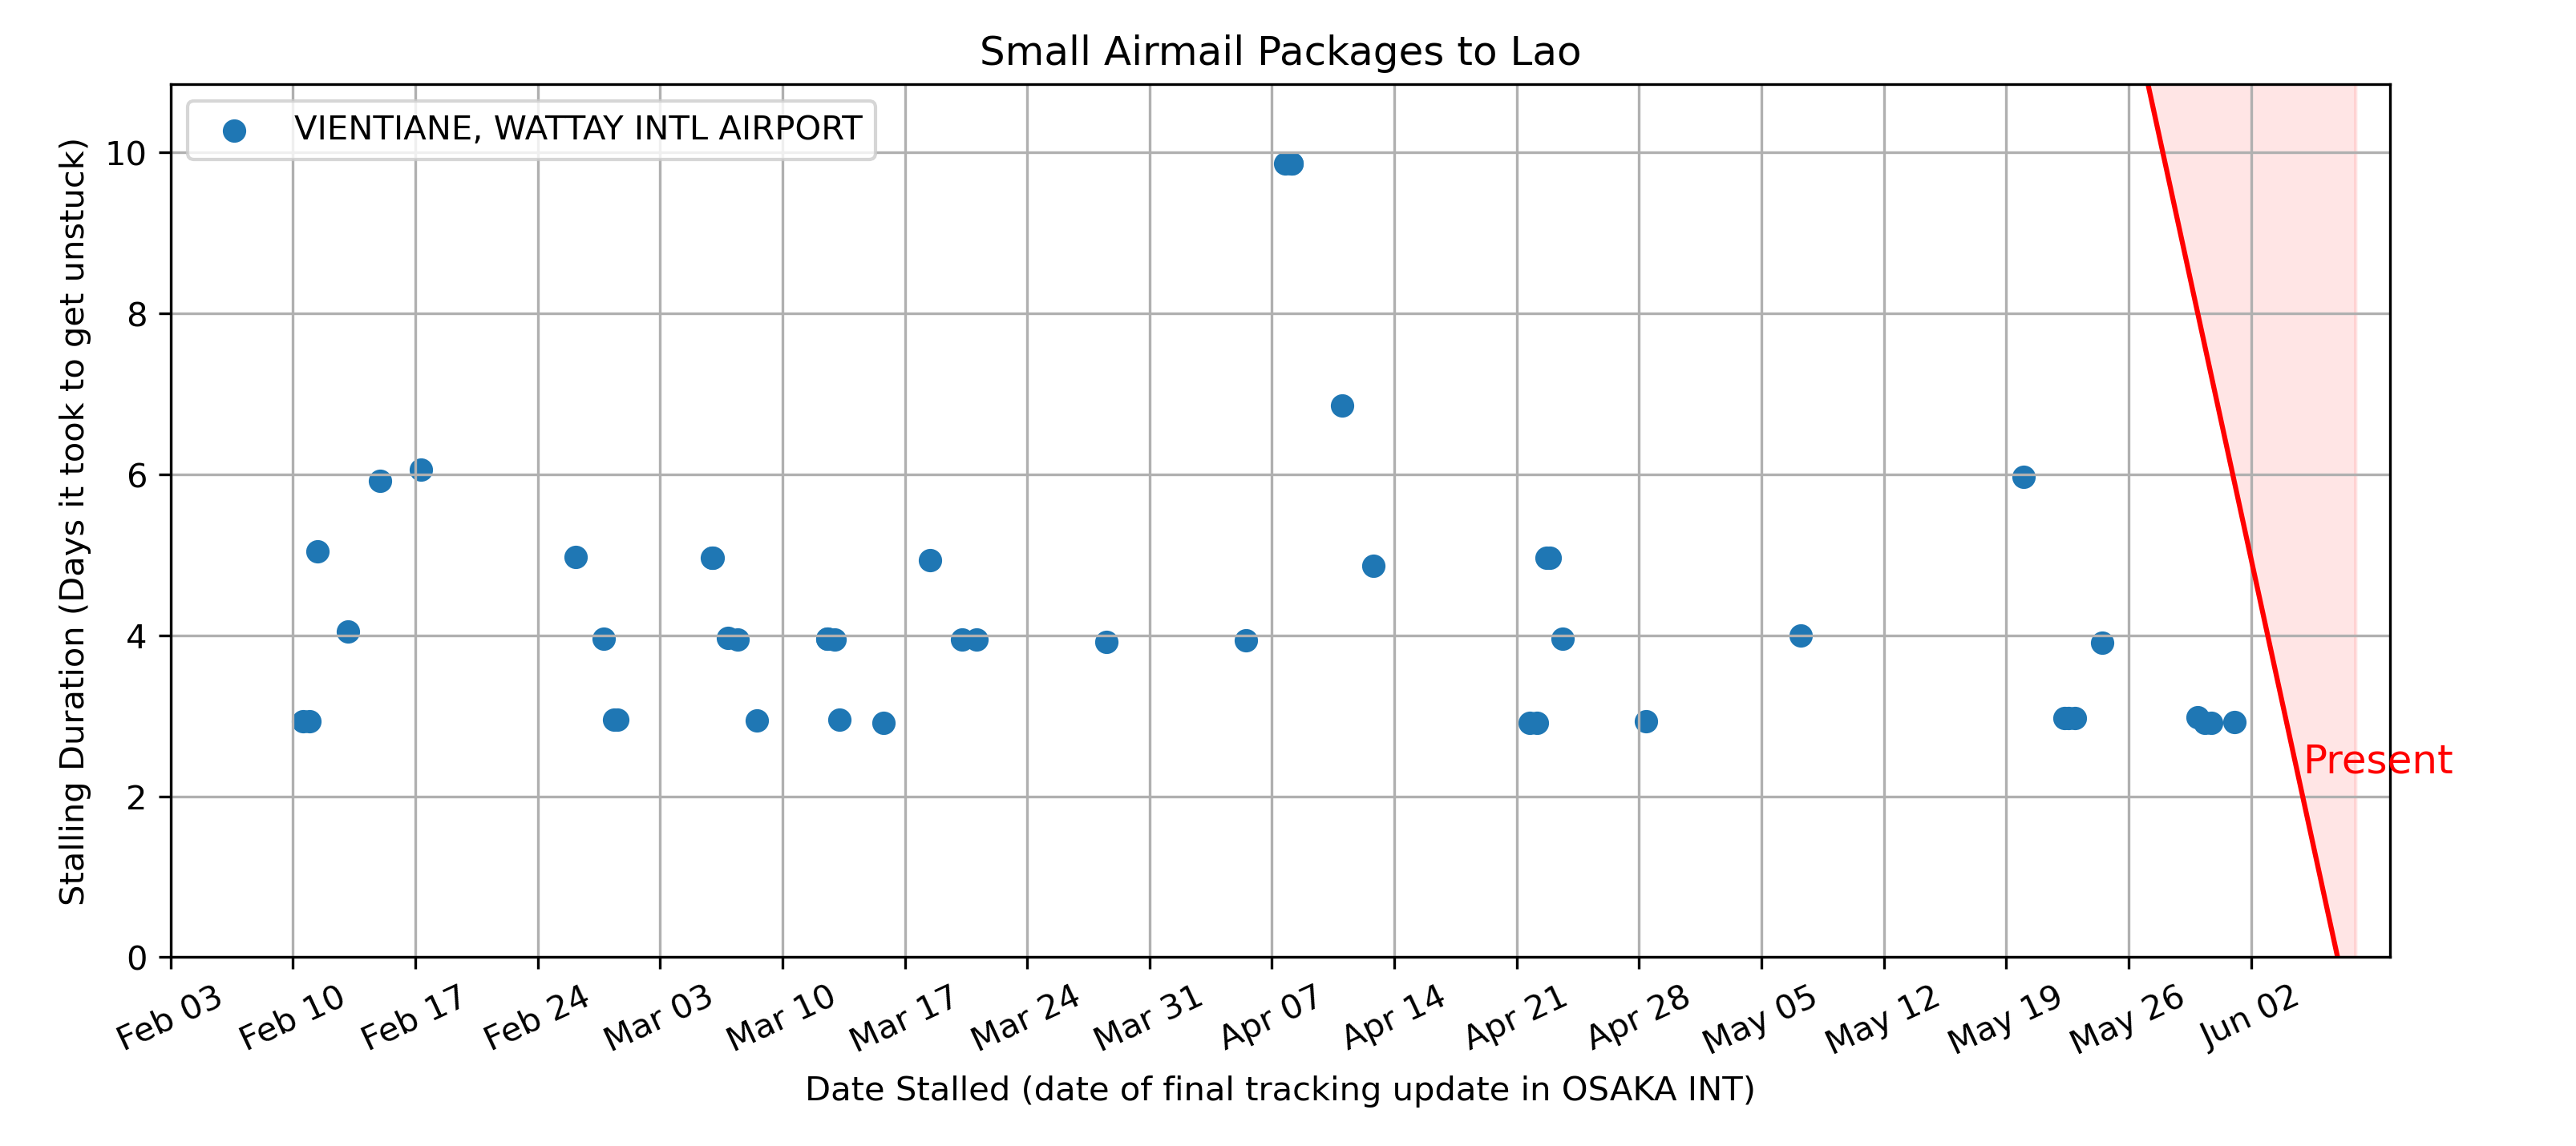 Small Airmail Packages to Lao
VIENTIANE, WATTAY INTL AIRPORT
Stalling Duration (Days it took to get unstuck)
10
8
6
4
2
0
Present
Feb 03
Feb 10
Feb 17
Feb 24
Mar 03
Mar 10
Mar 17
Mar 24
Mar 31
Apr 07
Apr 14
Apr 21
Apr 28
May 05
May 12
May 19
May 26
Jun 02
Date Stalled (date of final tracking update in OSAKA INT)